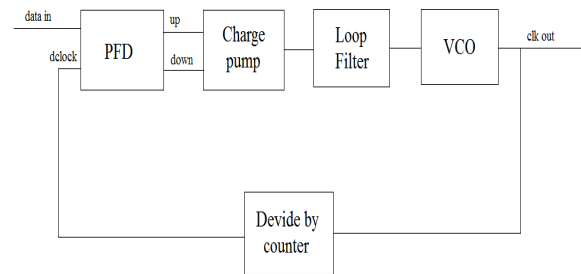 data in
up
dclock
PFD
down
Charge
pump
Loop
Filter
VCO
clk out
Devide by
counter